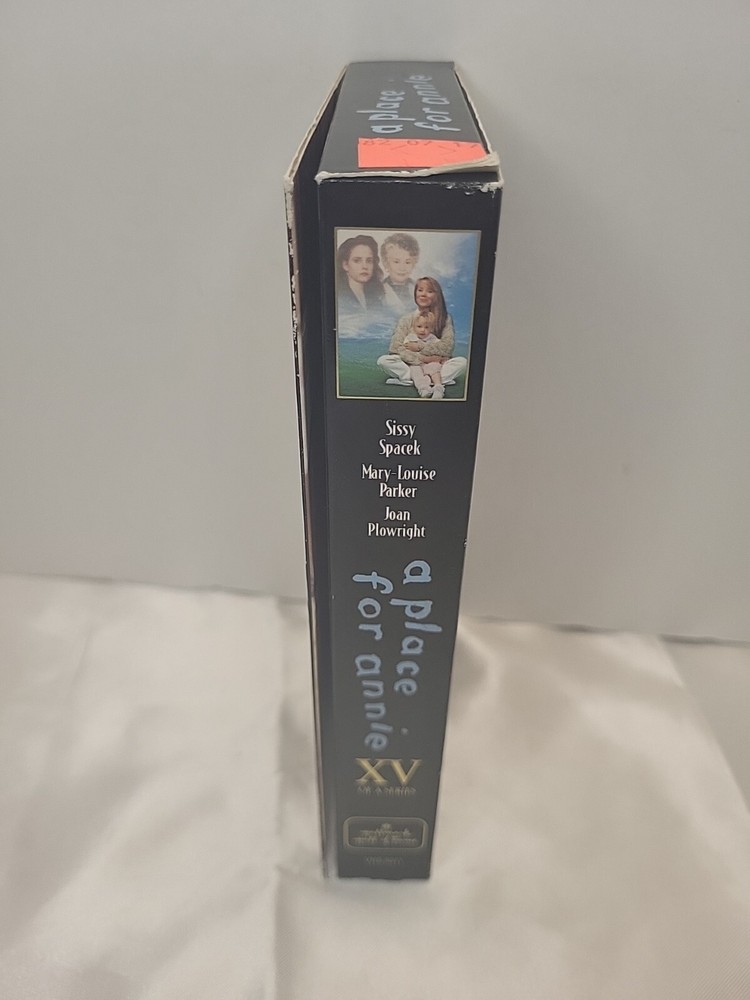 a place
for annie
Sissy
Spacek
Mary-Louise
Parker
Joan
Plowright
a place
for annie
XV